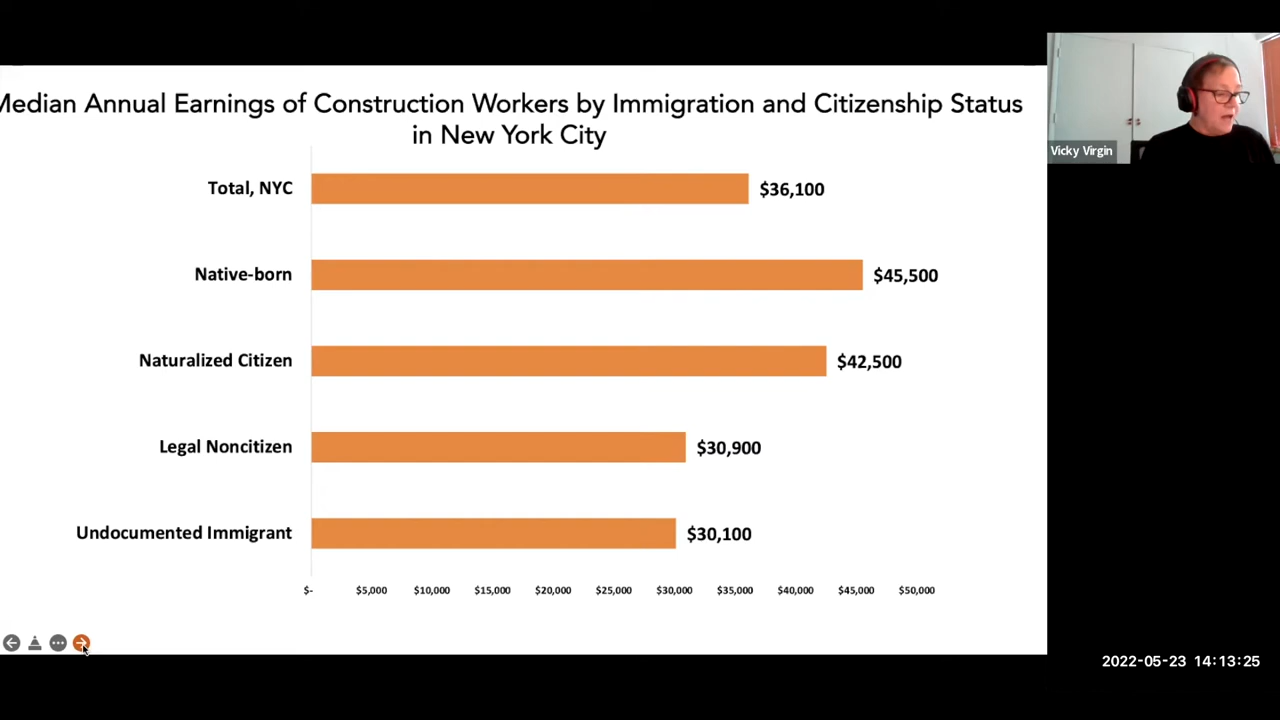 Median Annual Earnings of Construction Workers by Immigration and Citizenship Status
in New York City
Vicky Virgin
Total, NYC
$36,100
Native-born
$45,500
Naturalized Citizen
$42,500
Legal Noncitizen
$30,900
Undocumented Immigrant
$30,100
$- $5,000 $10,000 $15,000 $20,000 $25,000 $30,000 $35,000 $40,000 $45,000 $50,000
2022-05-23 14:13:25